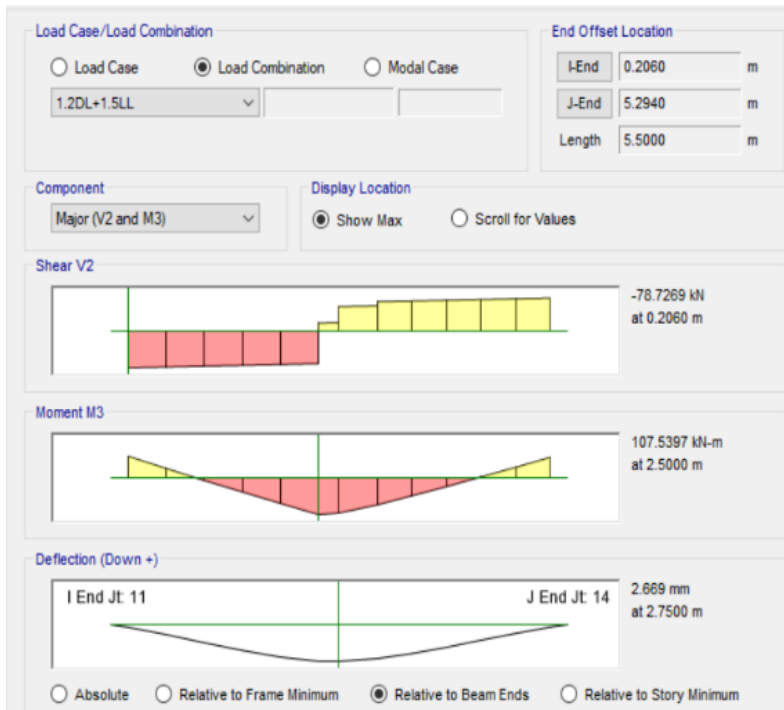 Load Case/Load Combination
Load Case Load Combination Modal Case
1.2DL+1.5LL
End Offset Location
I-End 0.2060 m
J-End 5.2940 m
Length 5.5000 m
Component
Major (V2 and M3)
Display Location
Show Max Scroll for Values
Shear V2
-78.7269 kN
at 0.2060 m
Moment M3
107.5397 kN-m
at 2.5000 m
Deflection (Down +)
I End Jt: 11 J End Jt: 14
2.669 mm
at 2.7500 m
Absolute Relative to Frame Minimum Relative to Beam Ends Relative to Story Minimum